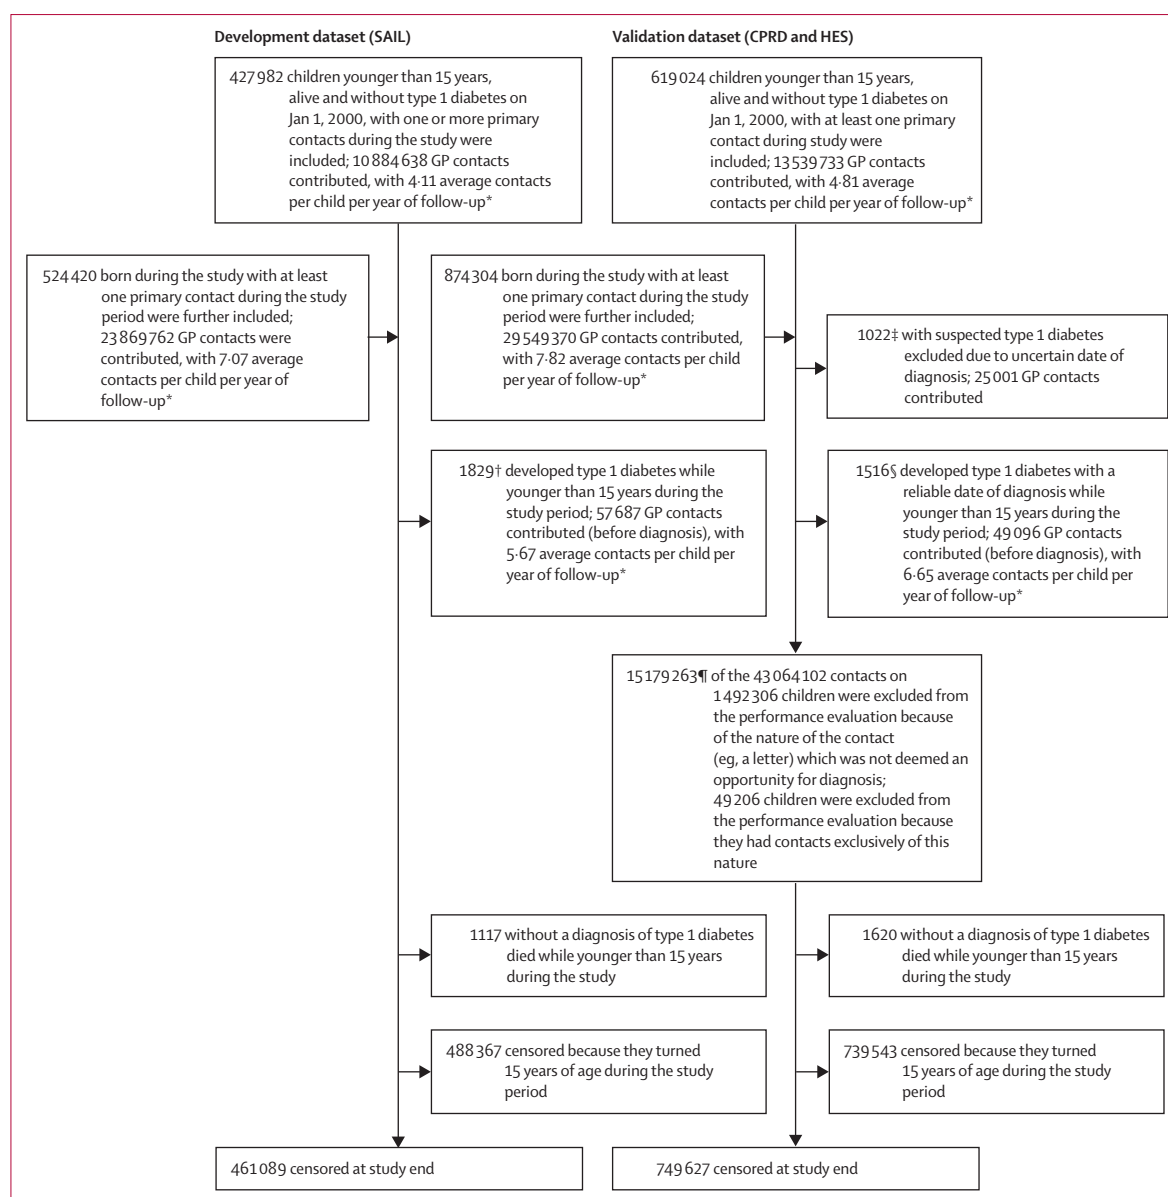 Development dataset (SAIL)
Validation dataset (CPRD and HES)
427 982 children younger than 15 years,
alive and without type 1 diabetes on
Jan 1, 2000, with one or more primary
contacts during the study were
included; 10 884 638 GP contacts
contributed, with 4·11 average contacts
per child per year of follow-up*
619 024 children younger than 15 years,
alive and without type 1 diabetes on
Jan 1, 2000, with at least one primary
contact during study were
included; 13 539 733 GP contacts
contributed, with 4·81 average
contacts per child per year of follow-up*
524 420 born during the study with at least
one primary contact during the study
period were further included;
23 869 762 GP contacts were
contributed, with 7·07 average
contacts per child per year of
follow-up*
874 304 born during the study with at least
one primary contact during the study
period were further included;
29 549 370 GP contacts contributed,
with 7·82 average contacts per child
per year of follow-up*
1022‡ with suspected type 1 diabetes
excluded due to uncertain date of
diagnosis; 25 001 GP contacts
contributed
1829† developed type 1 diabetes while
younger than 15 years during the
study period; 57 687 GP contacts
contributed (before diagnosis), with
5·67 average contacts per child per
year of follow-up*
1516§ developed type 1 diabetes with a
reliable date of diagnosis while
younger than 15 years during the
study period; 49 096 GP contacts
contributed (before diagnosis), with
6·65 average contacts per child per
year of follow-up*
15 179 263¶ of the 43 064 102 contacts on
1 492 306 children were excluded from
the performance evaluation because
of the nature of the contact
(eg, a letter) which was not deemed an
opportunity for diagnosis;
49 206 children were excluded from
the performance evaluation because
they had contacts exclusively of this
nature
1117 without a diagnosis of type 1 diabetes
died while younger than 15 years
during the study
1620 without a diagnosis of type 1 diabetes
died while younger than 15 years
during the study
488 367 censored because they turned
15 years of age during the study
period
739 543 censored because they turned
15 years of age during the study
period
461 089 censored at study end
749 627 censored at study end